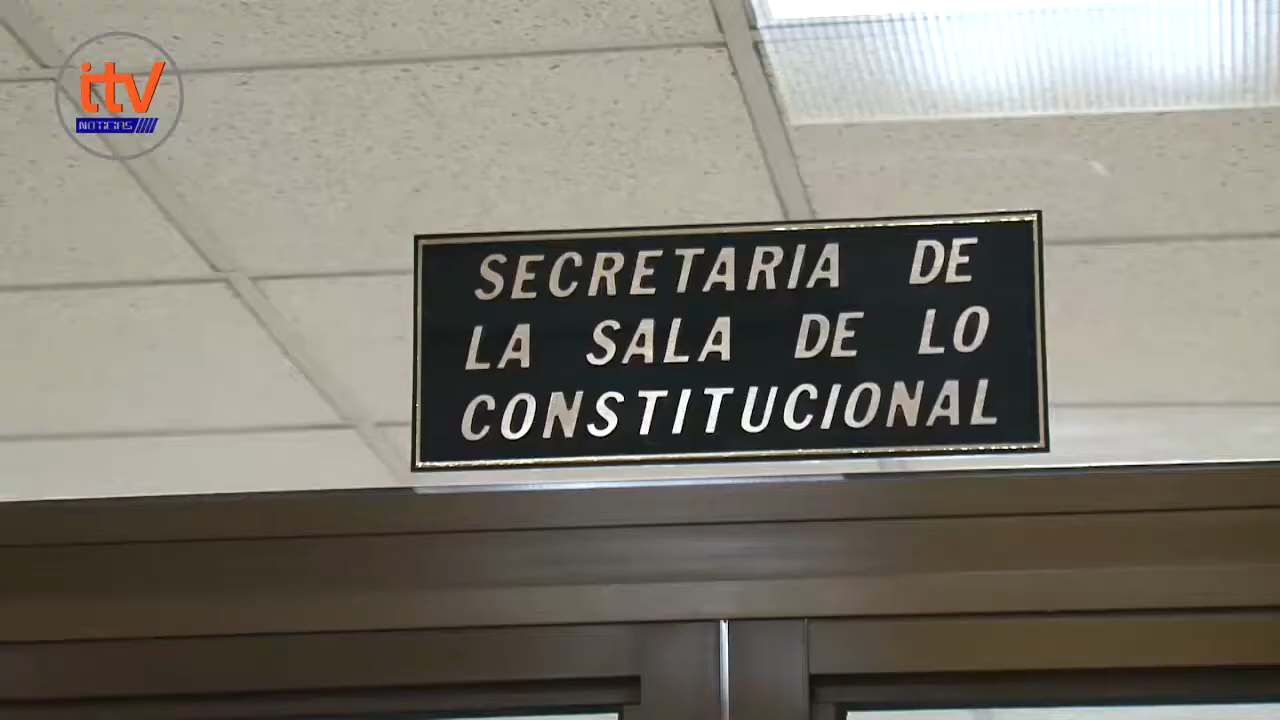 itv
NOTICIAS
SECRETARIA DE
LA SALA DE LO
CONSTITUCIONAL